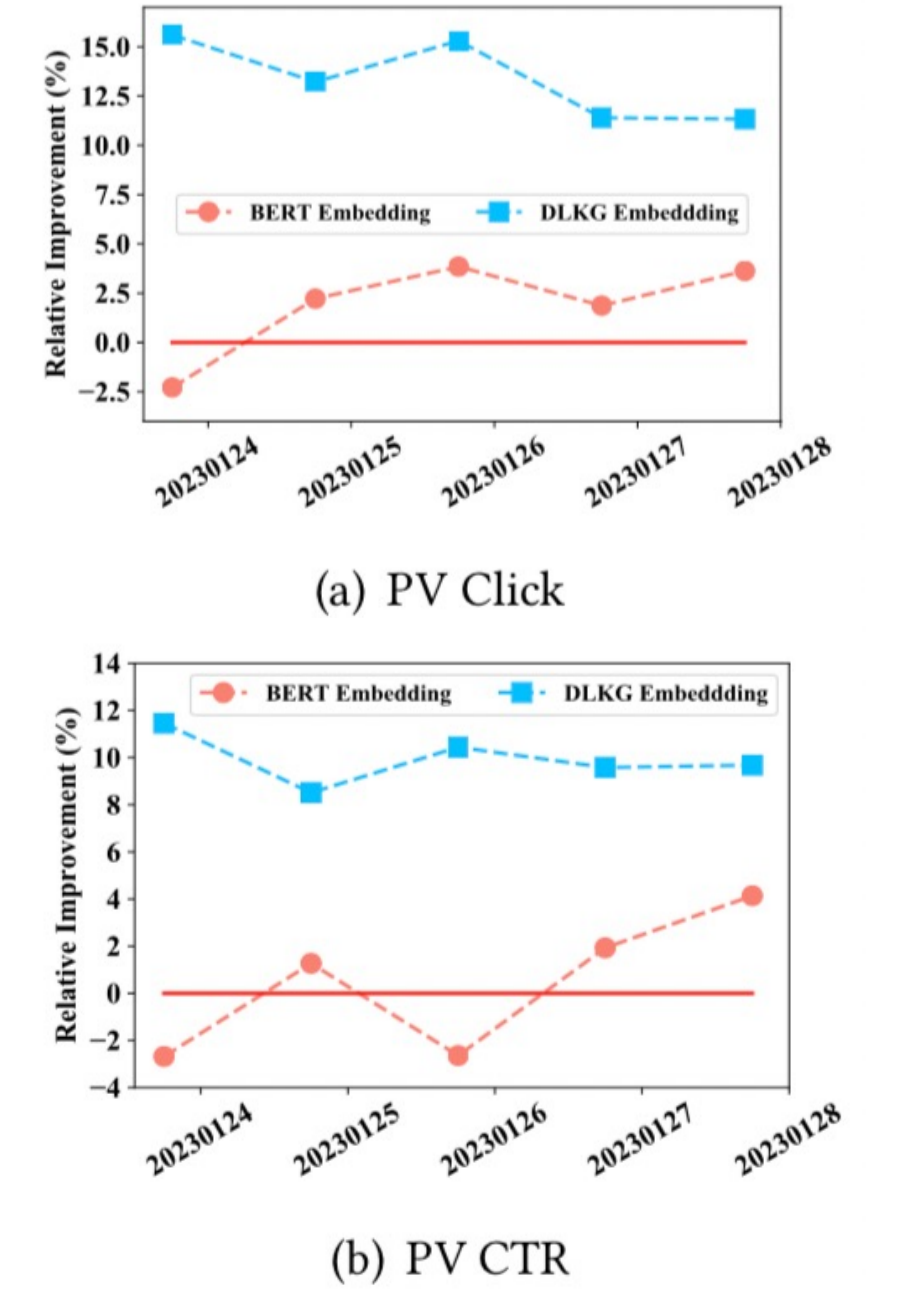 Relative Improvement (%)
15.0
12.5
10.0
7.5
5.0
2.5
0.0
−2.5
BERT Embedding DLKG Embeddding
20230124 20230125 20230126 20230127 20230128
(a) PV Click
Relative Improvement (%)
14
12
10
8
6
4
2
0
−2
−4
BERT Embedding DLKG Embeddding
20230124 20230125 20230126 20230127 20230128
(b) PV CTR